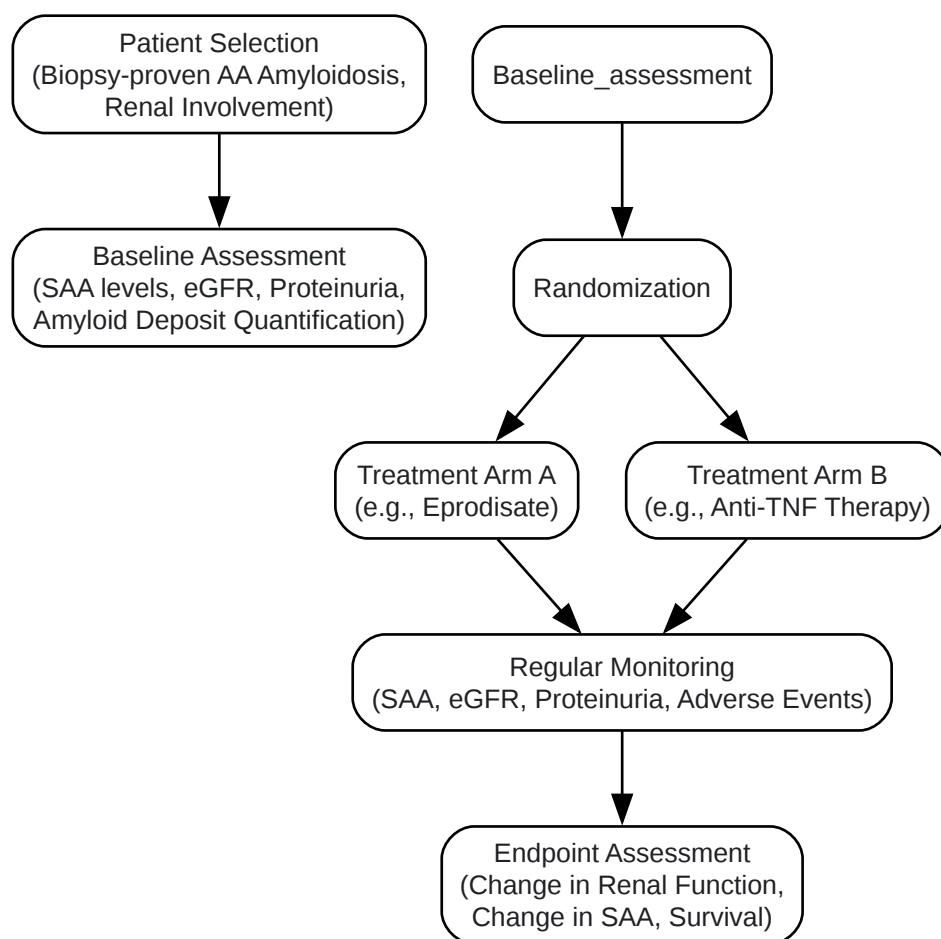 Patient Selection
(Biopsy-proven AA Amyloidosis,
Renal Involvement)
Baseline_assessment
Baseline Assessment
(SAA levels, eGFR, Proteinuria,
Amyloid Deposit Quantification)
Randomization
Treatment Arm A
(e.g., Eprodisate)
Treatment Arm B
(e.g., Anti-TNF Therapy)
Regular Monitoring
(SAA, eGFR, Proteinuria, Adverse Events)
Endpoint Assessment
(Change in Renal Function,
Change in SAA, Survival)